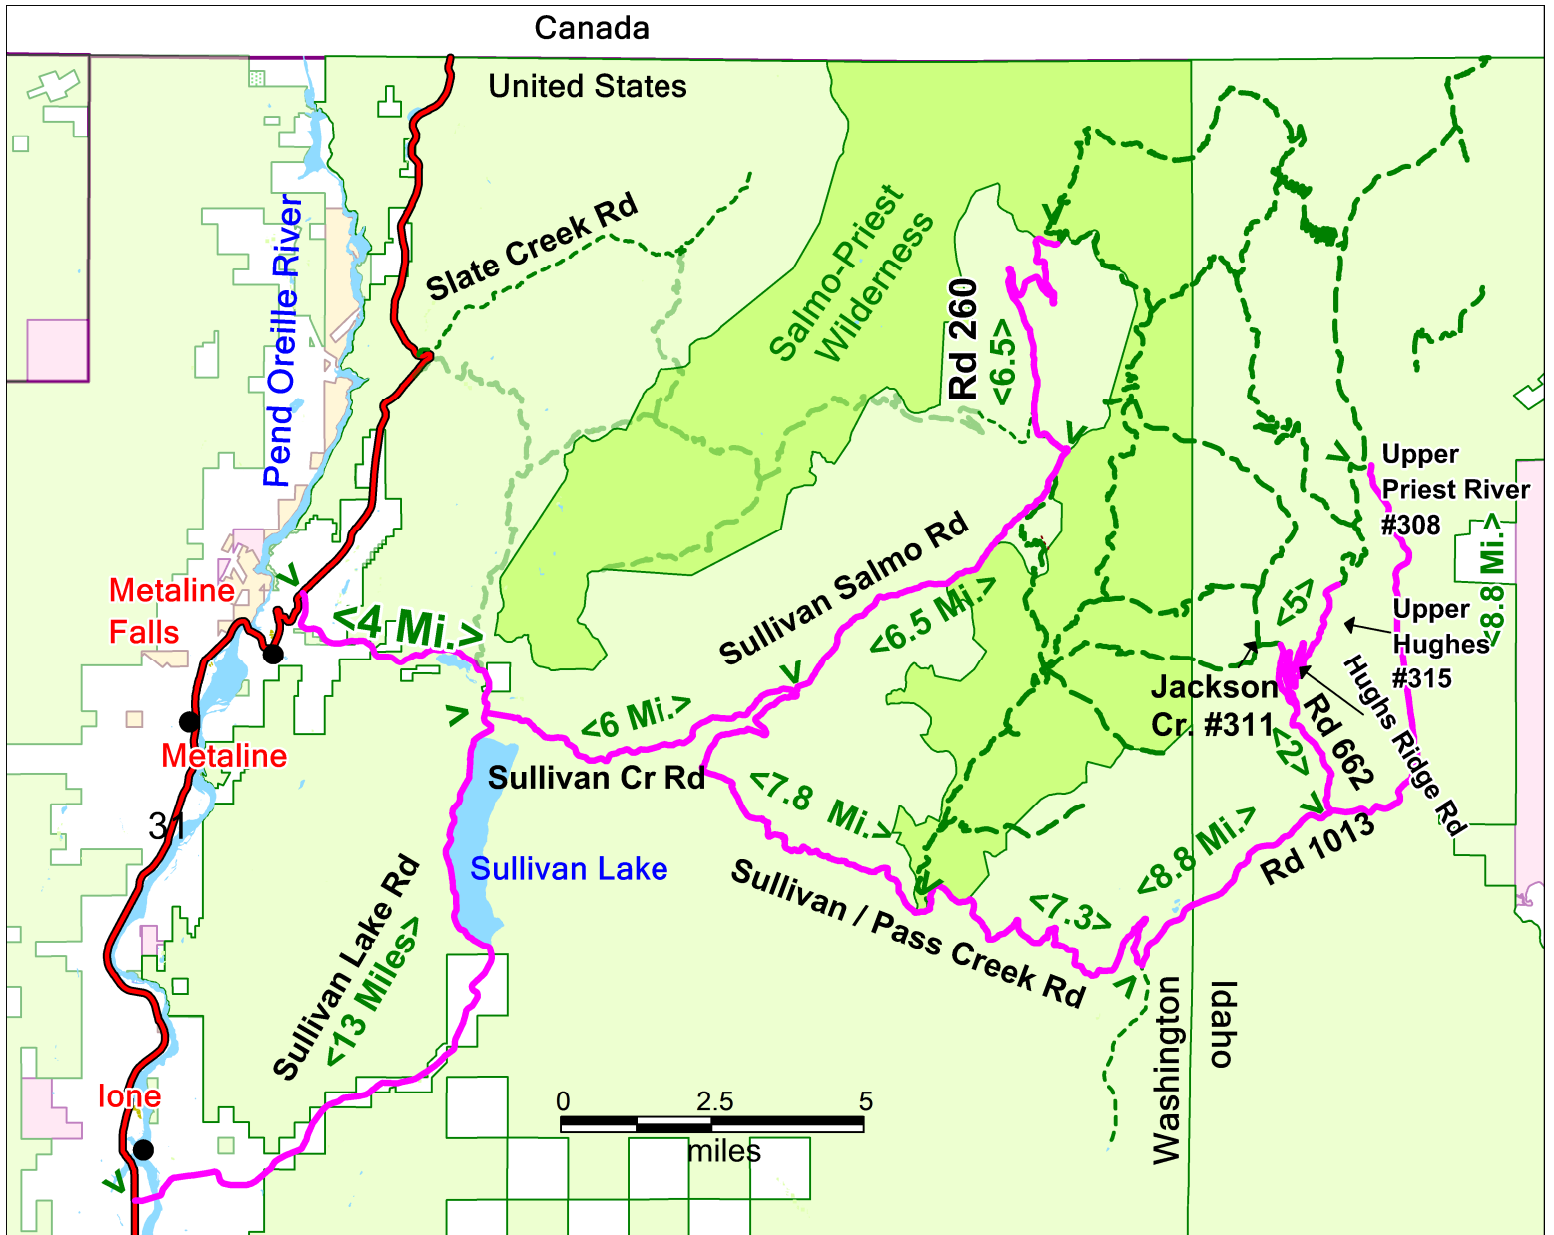 Canada
United States
Slate Creek Rd
Pend Oreille River
Salmo-Priest
Wilderness
Rd 260
<6.5>
Upper
Priest River
#308
<8.8 Mi.>
Metaline
Falls
<4 Mi.>
Sullivan Salmo Rd
<6.5 Mi.>
<5>
Upper
Hughes
#315
Jackson
Cr. #311
Hughs Ridge Rd
Rd 662
<2>
<6 Mi.>
Metaline
Sullivan Cr Rd
<7.8 Mi.>
31
Sullivan Lake
Sullivan Lake Rd
<13 Miles>
Sullivan / Pass Creek Rd
<7.3>
<8.8 Mi.>
Rd 1013
Washington
Idaho
Ione
0 2.5 5
miles